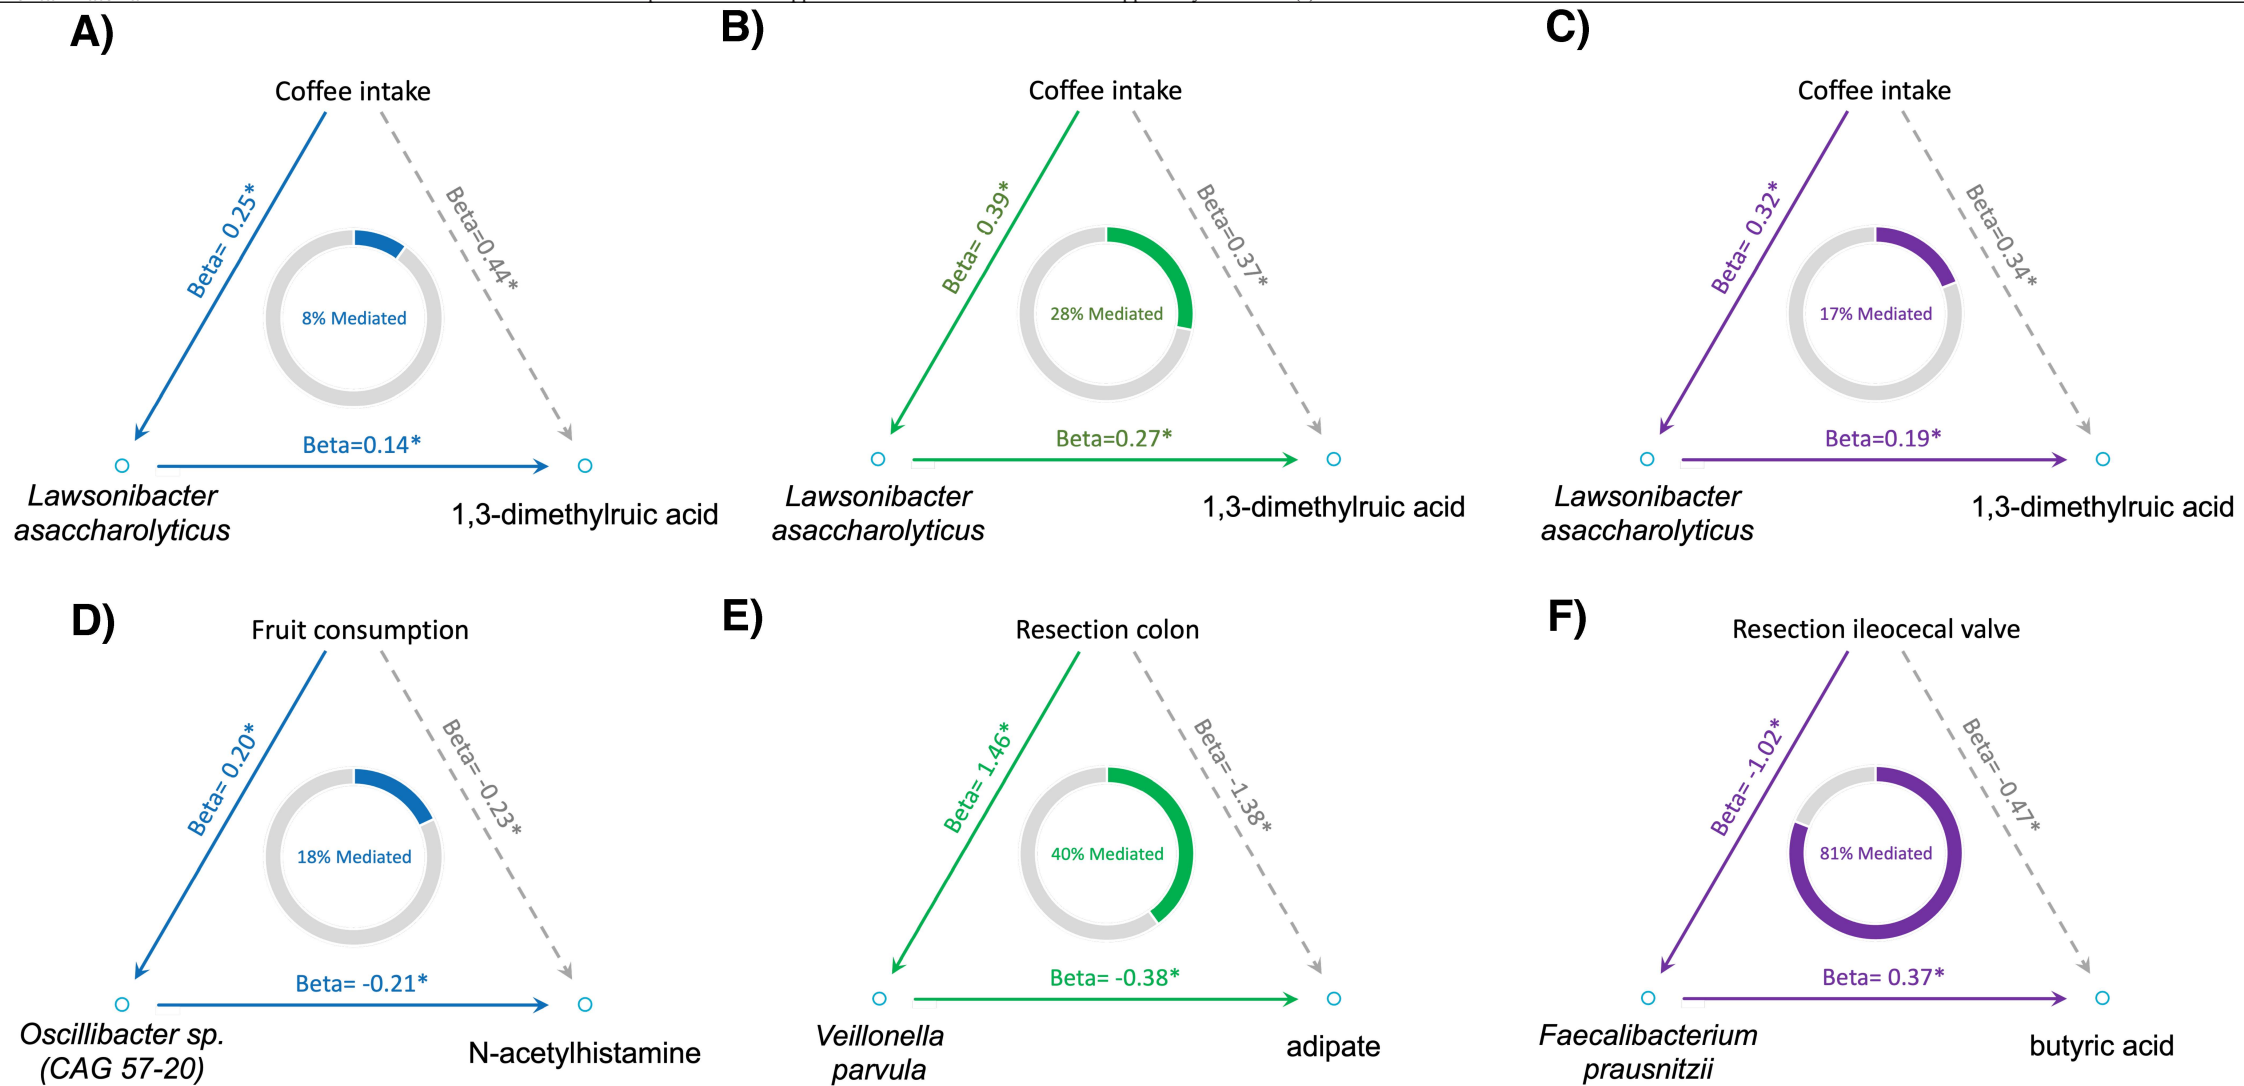 A)
Coffee intake
Beta= 0.25*
Beta=0.44*
8% Mediated
Beta=0.14*
Lawsonibacter
asaccharolyticus
1,3-dimethylruic acid
B)
Coffee intake
Beta= 0.39*
Beta=0.37*
28% Mediated
Beta=0.27*
Lawsonibacter
asaccharolyticus
1,3-dimethylruic acid
C)
Coffee intake
Beta= 0.32*
Beta=0.34*
17% Mediated
Beta=0.19*
Lawsonibacter
asaccharolyticus
1,3-dimethylruic acid
D)
Fruit consumption
Beta= 0.20*
Beta= -0.23*
18% Mediated
Beta= -0.21*
Oscillibacter sp.
(CAG 57-20)
N-acetylhistamine
E)
Resection colon
Beta= 1.46*
Beta= -1.38*
40% Mediated
Beta= -0.38*
Veillonella
parvula
adipate
F)
Resection ileocecal valve
Beta= -1.02*
Beta= -0.47*
81% Mediated
Beta= 0.37*
Faecalibacterium
prausnitzii
butyric acid